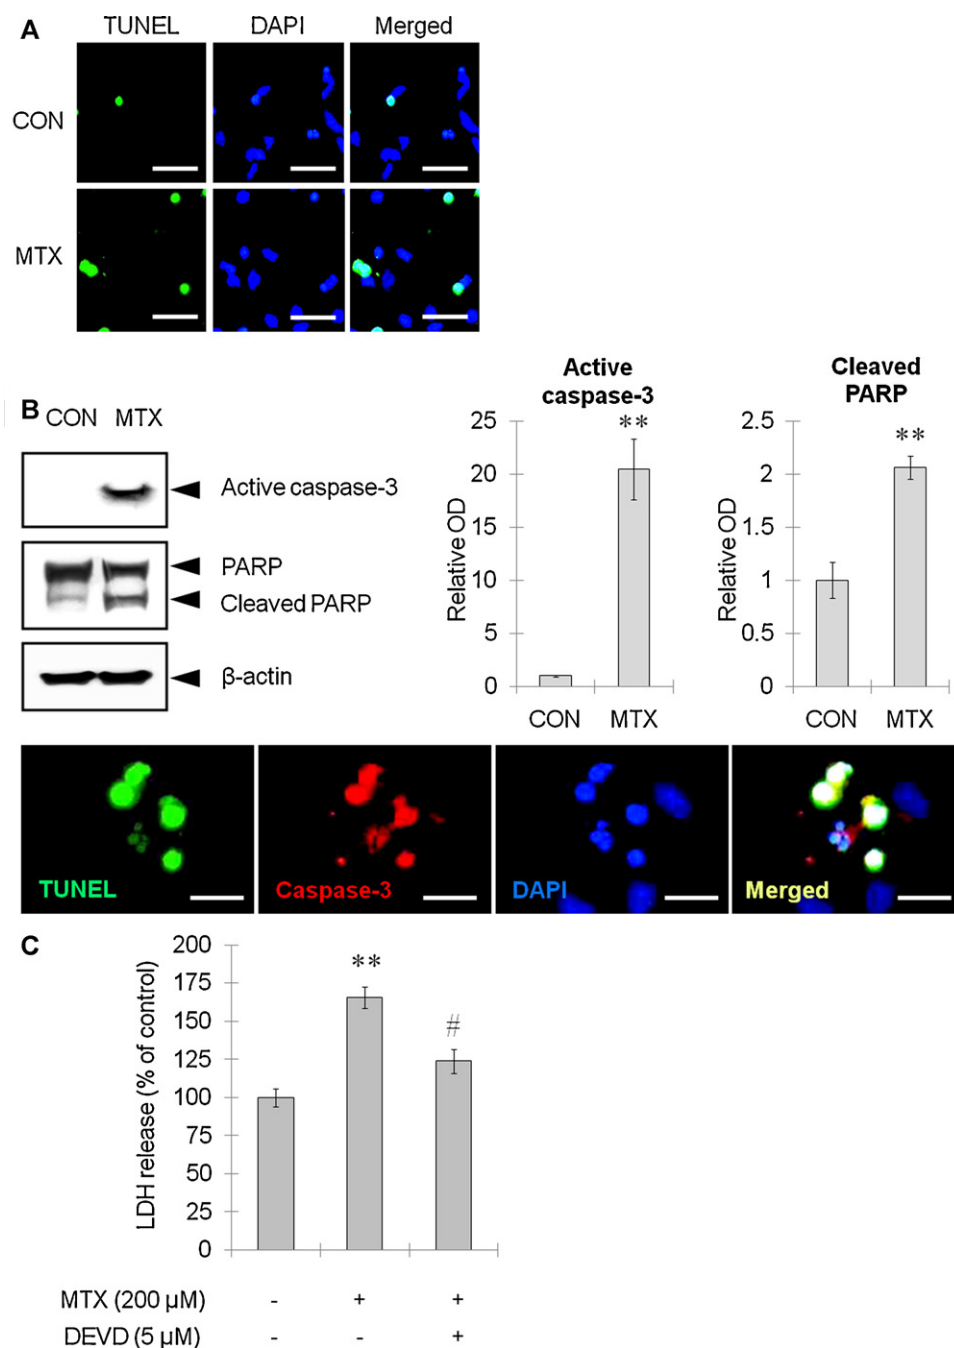 A
TUNEL DAPI Merged
CON
MTX
B
CON MTX
Active caspase-3
PARP
Cleaved PARP
β-actin
Active
caspase-3
**
25
20
15
10
5
0
Relative OD
CON MTX
Cleaved
PARP
**
2.5
2
1.5
1
0.5
0
Relative OD
CON MTX
TUNEL Caspase-3 DAPI Merged
C
200
175
150
125
100
75
50
25
0
LDH release (% of control)
**
#
MTX (200 μM) - + +
DEVD (5 μM) - - +